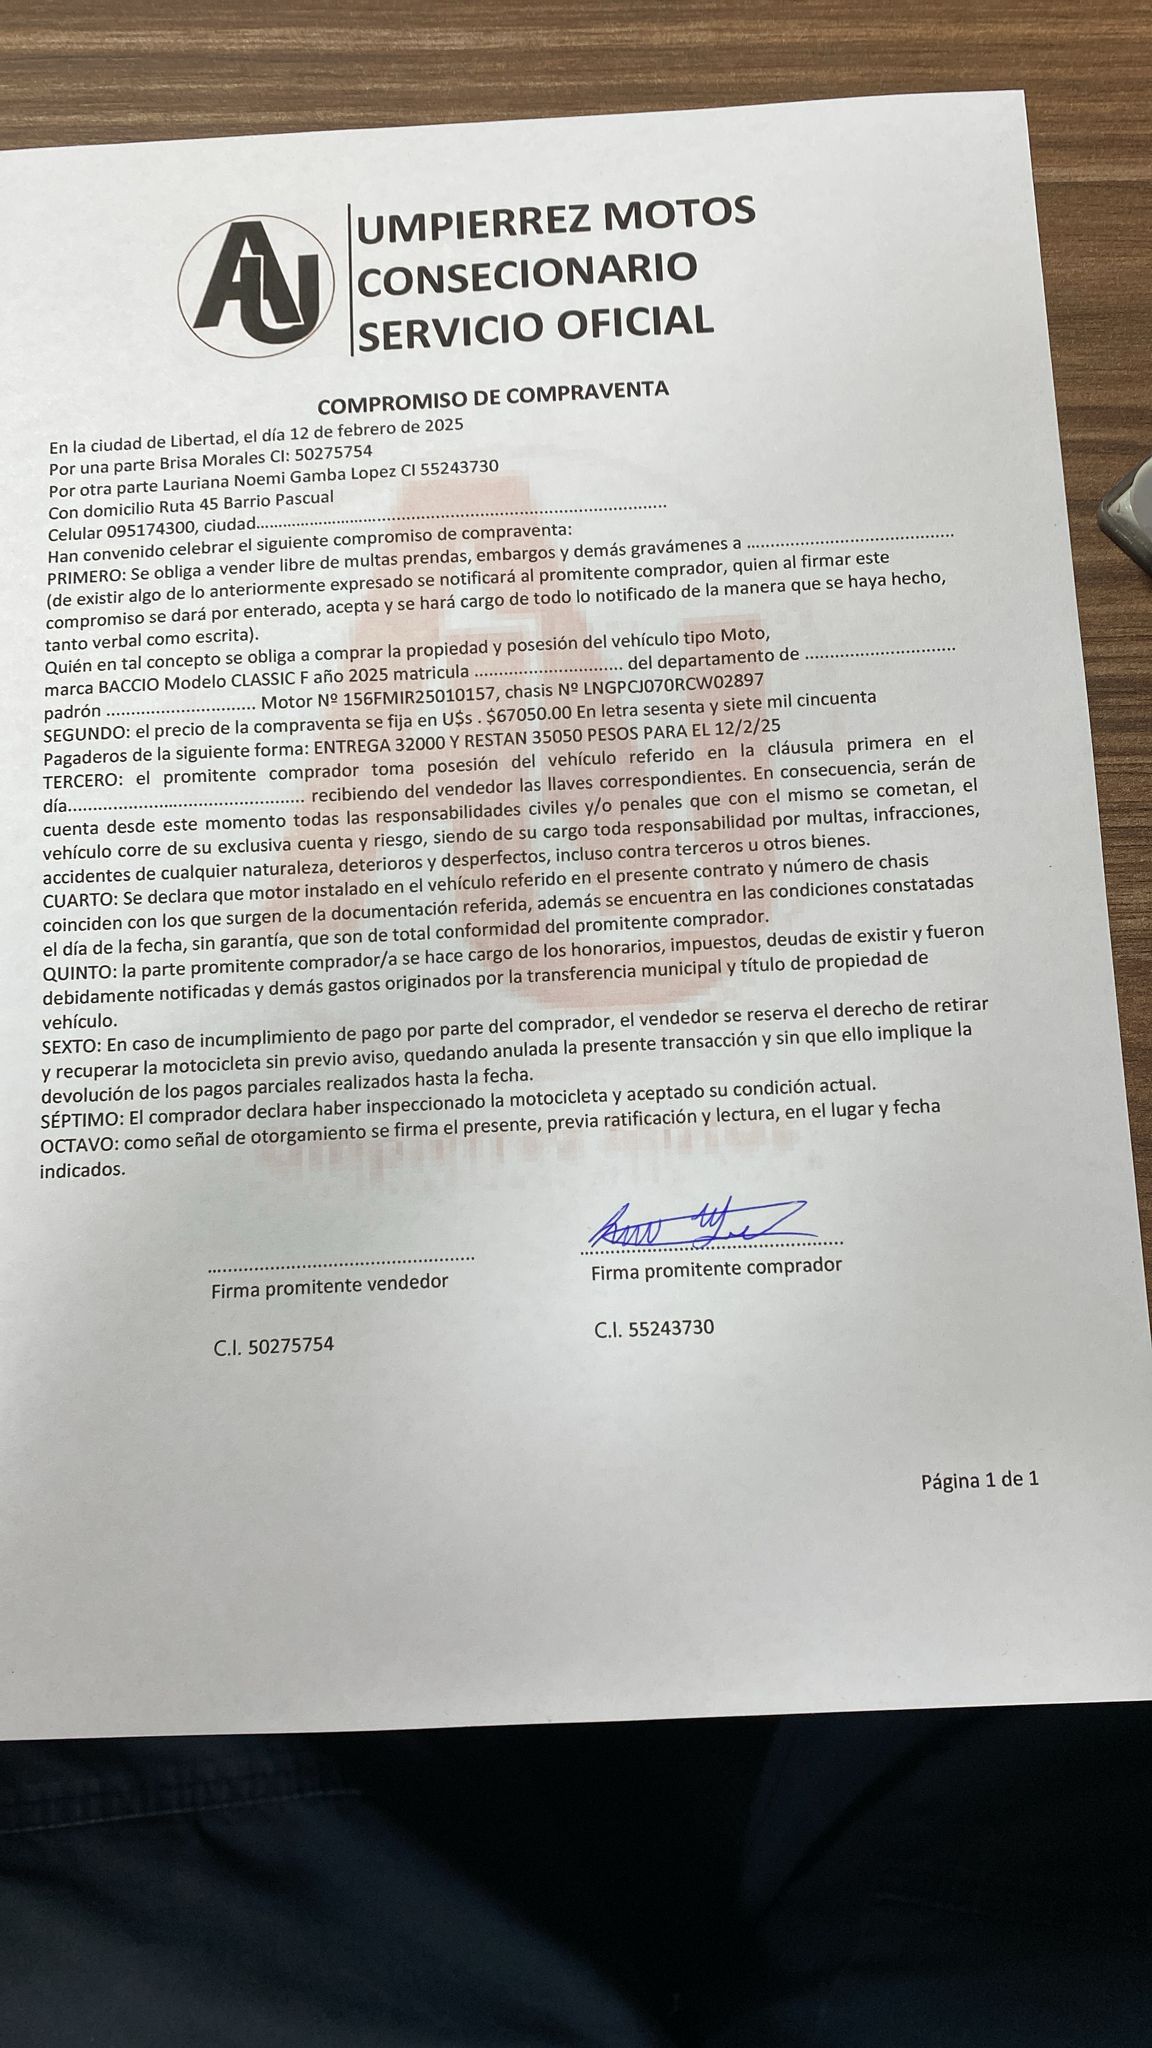 AU
UMPIERREZ MOTOS
CONSECIONARIO
SERVICIO OFICIAL
COMPROMISO DE COMPRAVENTA
En la ciudad de Libertad, el día 12 de febrero de 2025
Por una parte Brisa Morales CI: 50275754
Por otra parte Lauriana Noemi Gamba Lopez CI 55243730
Con domicilio Ruta 45 Barrio Pascual
Celular 095174300, ciudad...............................................................................
Han convenido celebrar el siguiente compromiso de compraventa:
PRIMERO: Se obliga a vender libre de multas prendas, embargos y demás gravámenes a ........................................
(de existir algo de lo anteriormente expresado se notificará al promitente comprador, quien al firmar este
compromiso se dará por enterado, acepta y se hará cargo de todo lo notificado de la manera que se haya hecho,
tanto verbal como escrita).
Quién en tal concepto se obliga a comprar la propiedad y posesión del vehículo tipo Moto,
marca BACCIO Modelo CLASSIC F año 2025 matricula ............................. del departamento de .............................
padrón ............................. Motor Nº 156FMIR25010157, chasis Nº LNGPCJ070RCW02897
SEGUNDO: el precio de la compraventa se fija en U$s . $67050.00 En letra sesenta y siete mil cincuenta
Pagaderos de la siguiente forma: ENTREGA 32000 Y RESTAN 35050 PESOS PARA EL 12/2/25
TERCERO: el promitente comprador toma posesión del vehículo referido en la cláusula primera en el
día.............................................. recibiendo del vendedor las llaves correspondientes. En consecuencia, serán de
cuenta desde este momento todas las responsabilidades civiles y/o penales que con el mismo se cometan, el
vehículo corre de su exclusiva cuenta y riesgo, siendo de su cargo toda responsabilidad por multas, infracciones,
accidentes de cualquier naturaleza, deterioros y desperfectos, incluso contra terceros u otros bienes.
CUARTO: Se declara que motor instalado en el vehículo referido en el presente contrato y número de chasis
coinciden con los que surgen de la documentación referida, además se encuentra en las condiciones constatadas
el día de la fecha, sin garantía, que son de total conformidad del promitente comprador.
QUINTO: la parte promitente comprador/a se hace cargo de los honorarios, impuestos, deudas de existir y fueron
debidamente notificadas y demás gastos originados por la transferencia municipal y título de propiedad de
vehículo.
SEXTO: En caso de incumplimiento de pago por parte del comprador, el vendedor se reserva el derecho de retirar
y recuperar la motocicleta sin previo aviso, quedando anulada la presente transacción y sin que ello implique la
devolución de los pagos parciales realizados hasta la fecha.
SÉPTIMO: El comprador declara haber inspeccionado la motocicleta y aceptado su condición actual.
OCTAVO: como señal de otorgamiento se firma el presente, previa ratificación y lectura, en el lugar y fecha
indicados.
Firma promitente vendedor
Firma promitente comprador
C.I. 50275754
C.I. 55243730
Página 1 de 1